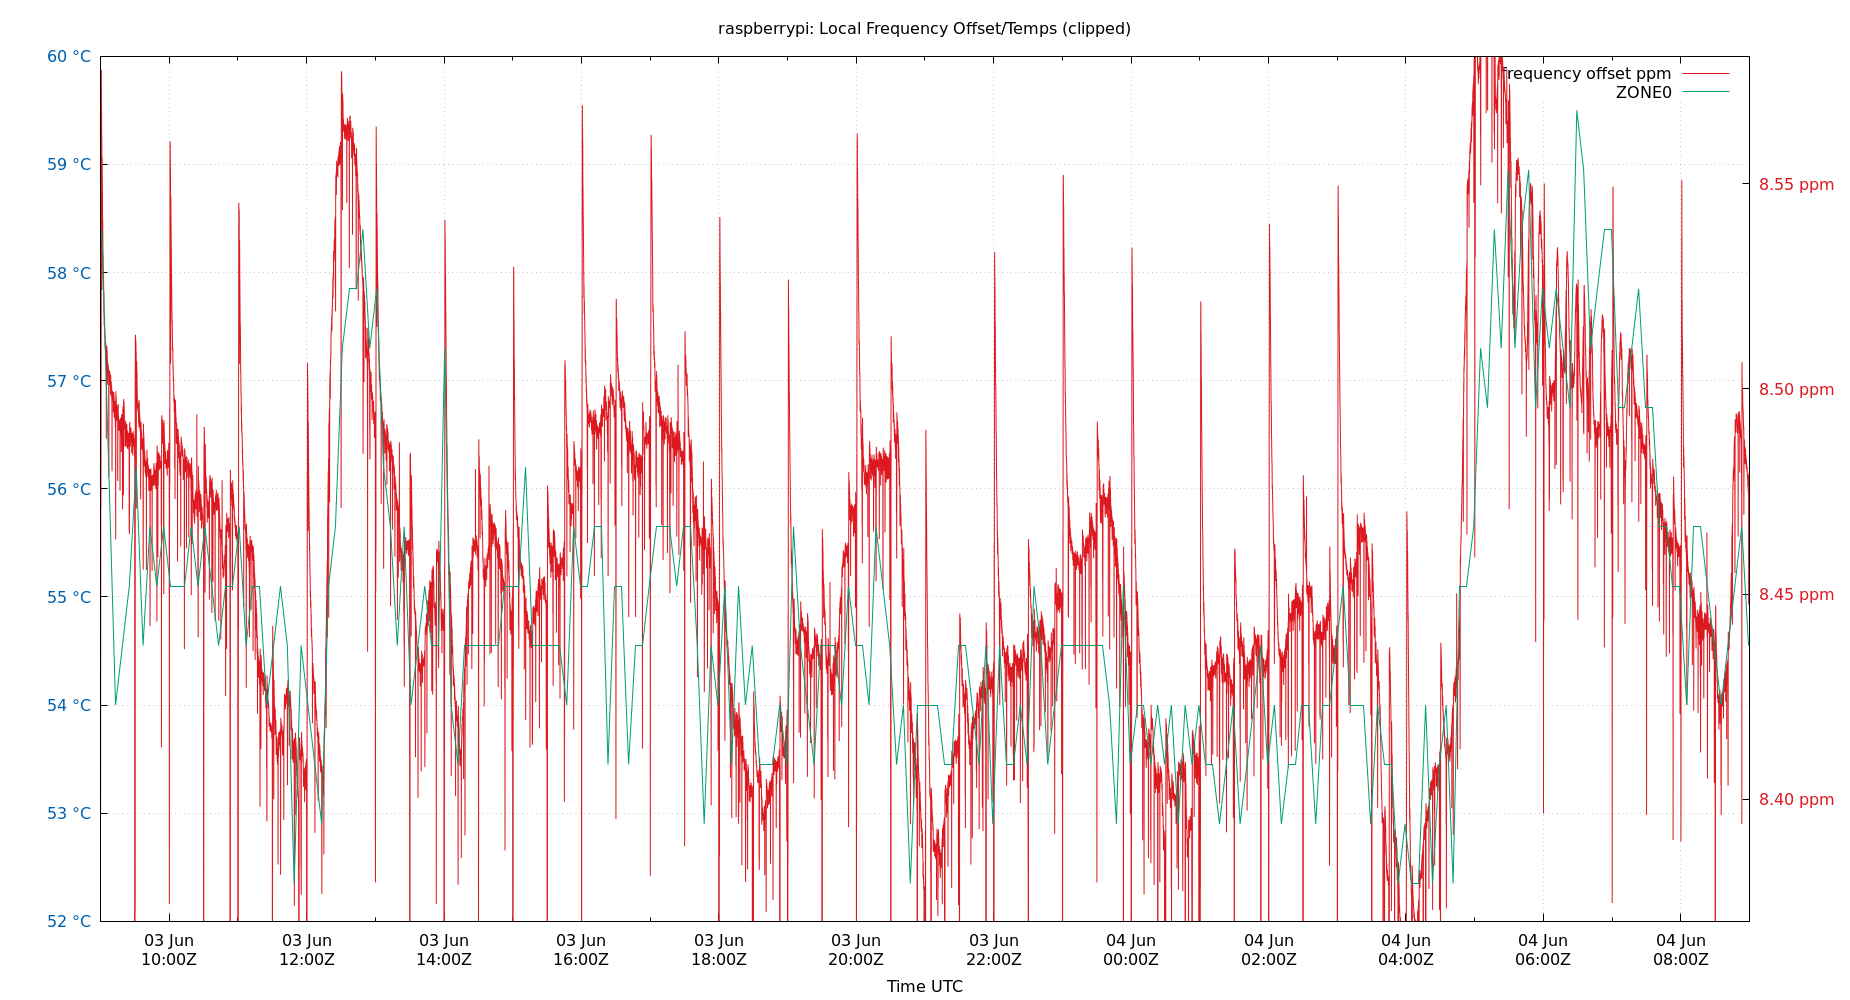 raspberrypi: Local Frequency Offset/Temps (clipped)
60 °C
59 °C
58 °C
57 °C
56 °C
55 °C
54 °C
53 °C
52 °C
frequency offset ppm
ZONE0
8.55 ppm
8.50 ppm
8.45 ppm
8.40 ppm
03 Jun 03 Jun 03 Jun 03 Jun 03 Jun 03 Jun 03 Jun 04 Jun 04 Jun 04 Jun 04 Jun 04 Jun
10:00Z 12:00Z 14:00Z 16:00Z 18:00Z 20:00Z 22:00Z 00:00Z 02:00Z 04:00Z 06:00Z 08:00Z
Time UTC